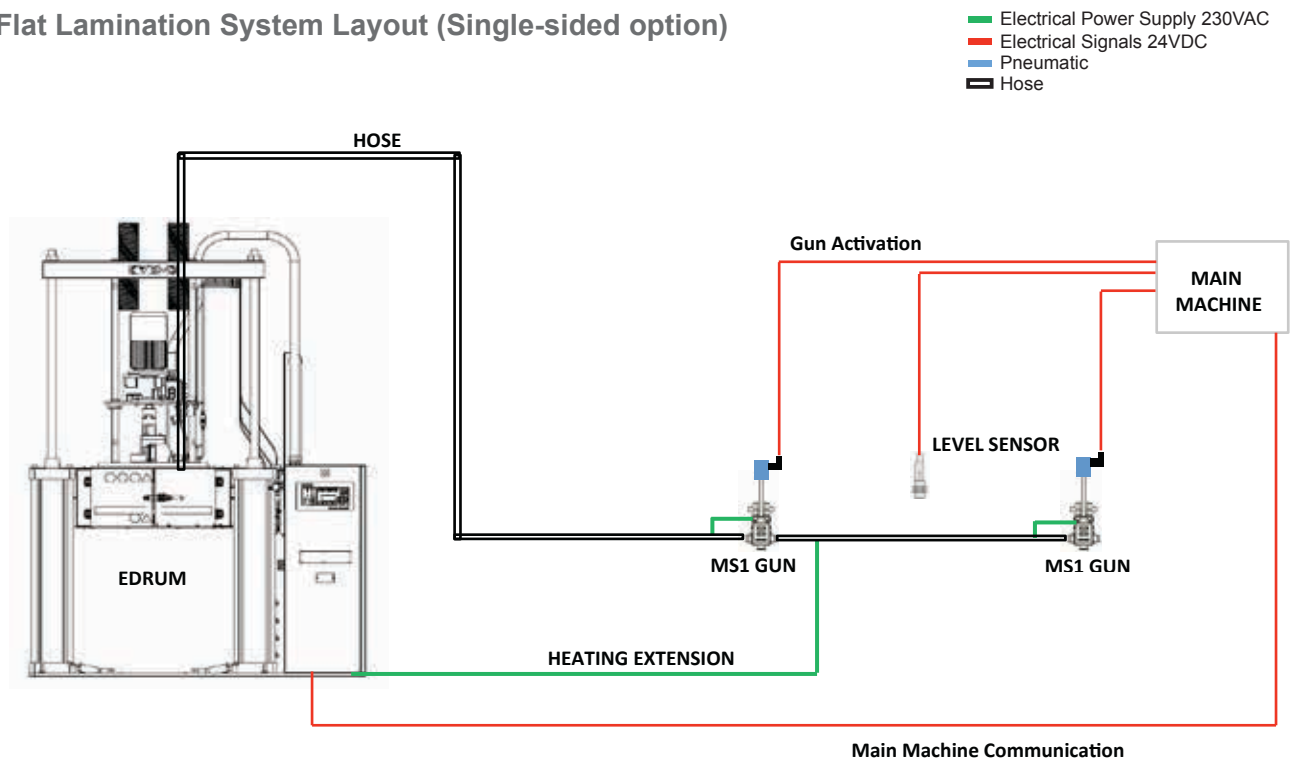 Flat Lamination System Layout (Single-sided option)
Electrical Power Supply 230VAC
Electrical Signals 24VDC
Pneumatic
Hose
HOSE
Gun Activation
MAIN
MACHINE
LEVEL SENSOR
MS1 GUN
MS1 GUN
EDRUM
HEATING EXTENSION
Main Machine Communication